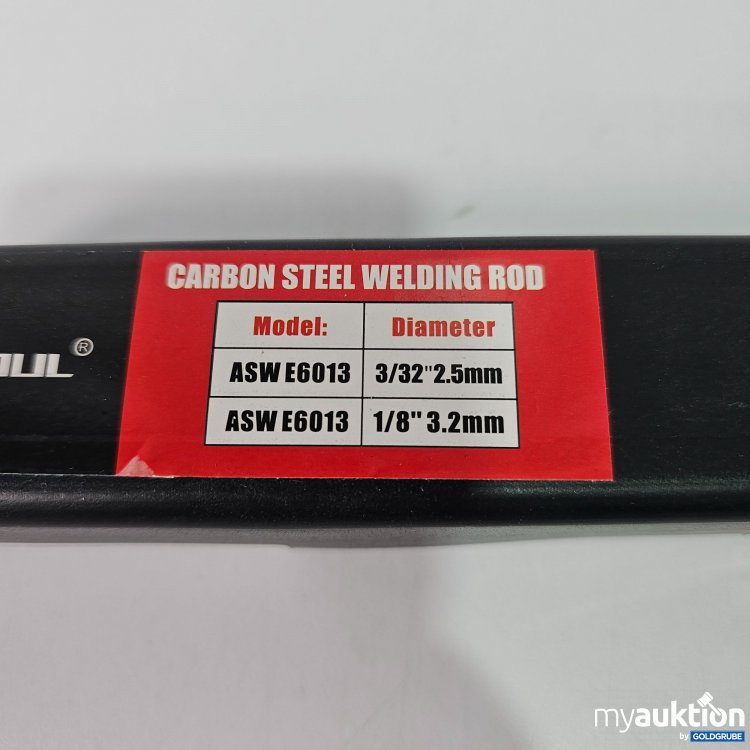 CARBON STEEL WELDING ROD
Model: Diameter
ASW E6013 3/32"2.5mm
ASW E6013 1/8" 3.2mm
®
myauktion
by GOLDGRUBE